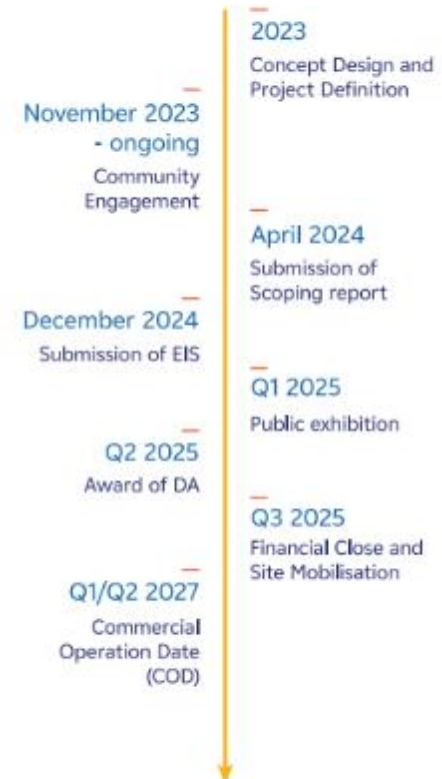 2023
Concept Design and
Project Definition
November 2023
- ongoing
Community
Engagement
April 2024
Submission of
Scoping report
December 2024
Submission of EIS
Q1 2025
Public exhibition
Q2 2025
Award of DA
Q3 2025
Financial Close and
Site Mobilisation
Q1/Q2 2027
Commercial
Operation Date
(COD)